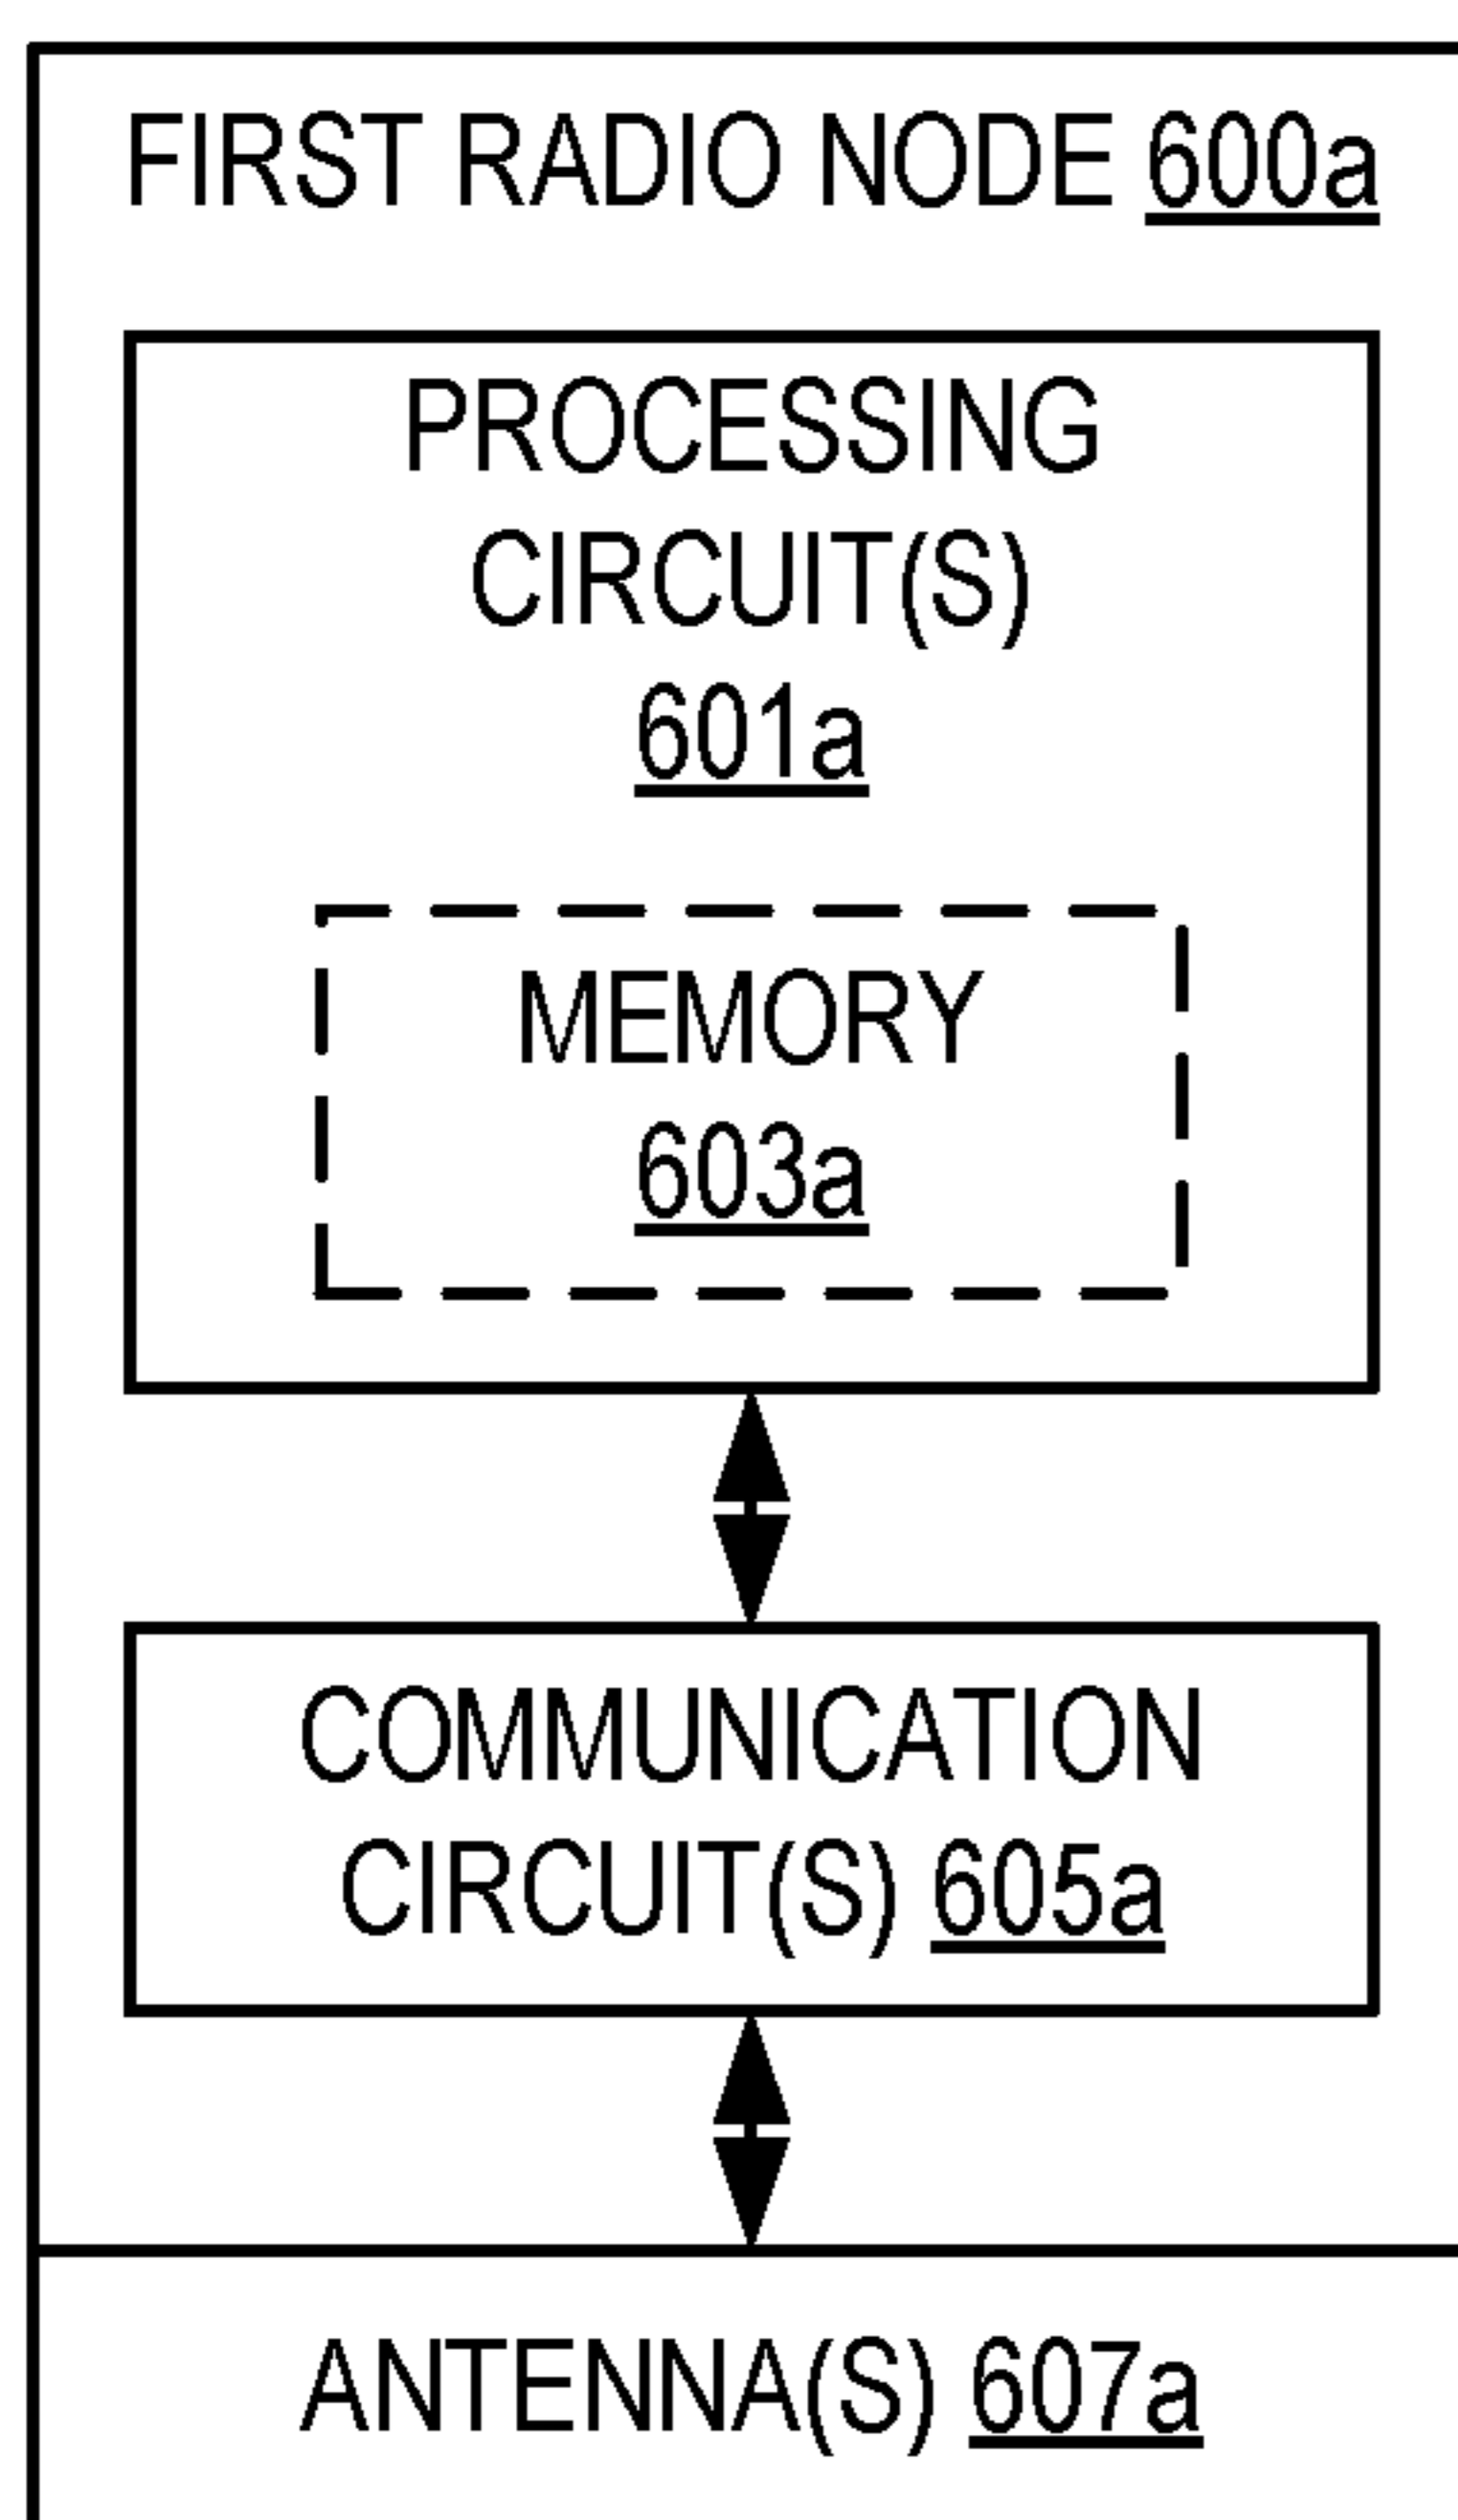 FIRST RADIO NODE 600a
PROCESSING
CIRCUIT(S)
601a
MEMORY
603a
COMMUNICATION
CIRCUIT(S) 605a
ANTENNA(S) 607a